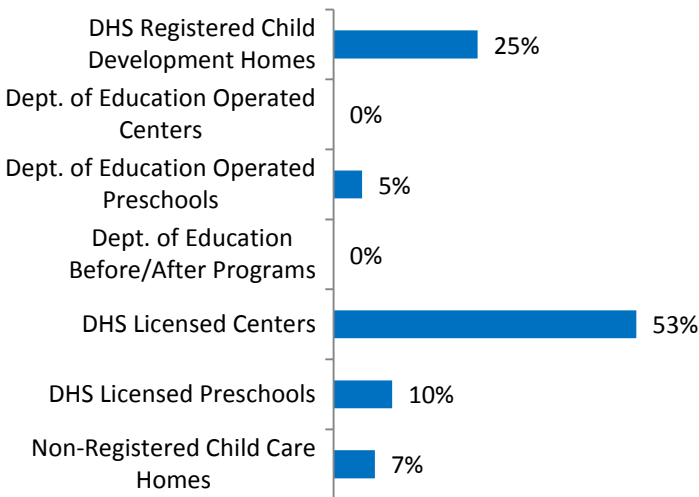 DHS Registered Child
Development Homes
25%
Dept. of Education Operated
Centers
0%
Dept. of Education Operated
Preschools
5%
Dept. of Education
Before/After Programs
0%
DHS Licensed Centers
53%
DHS Licensed Preschools
10%
Non-Registered Child Care
Homes
7%